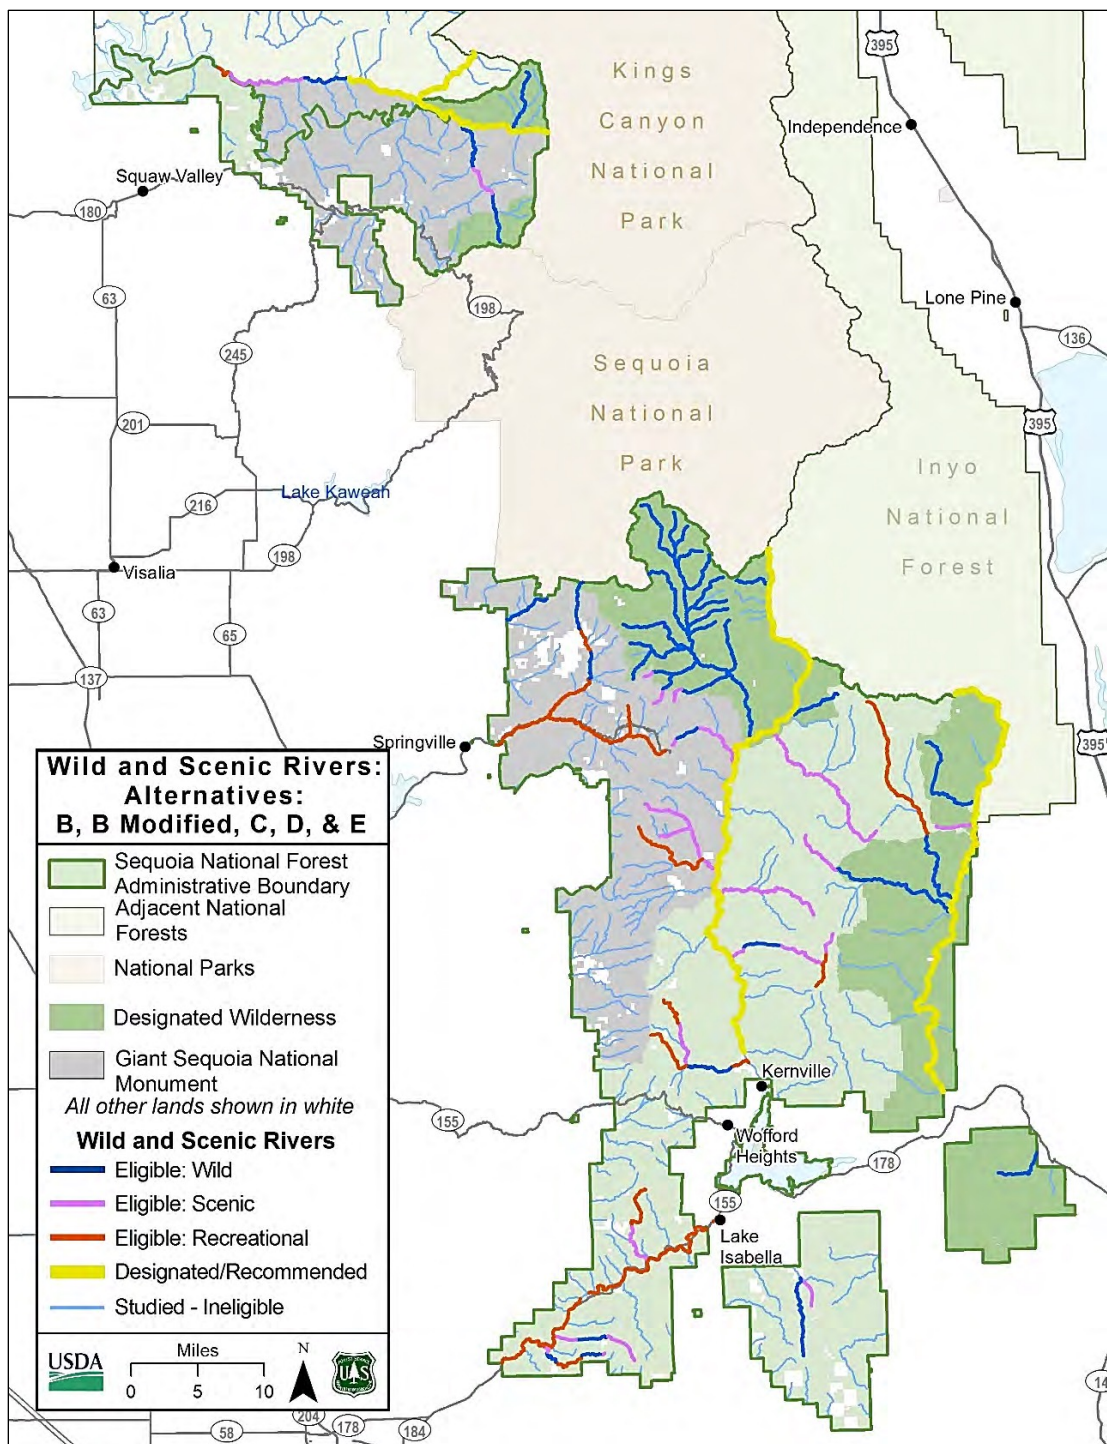 395
Kings
Canyon
National
Park
Independence
Squaw Valley
180
63
198
Lone Pine
136
245
Sequoia
National
Park
395
201
Inyo
National
Forest
Lake Kaweah
216
198
Visalia
63
65
137
Springville
395
Wild and Scenic Rivers:
Alternatives:
B, B Modified, C, D, & E
Sequoia National Forest
Administrative Boundary
Adjacent National
Forests
National Parks
Designated Wilderness
Giant Sequoia National
Monument
All other lands shown in white
Wild and Scenic Rivers
Eligible: Wild
Eligible: Scenic
Eligible: Recreational
Designated/Recommended
Studied - Ineligible
USDA
Miles
0 5 10
N
U S
Kernville
155
Wofford
Heights
178
155
Lake
Isabella
14
204
58
178
184